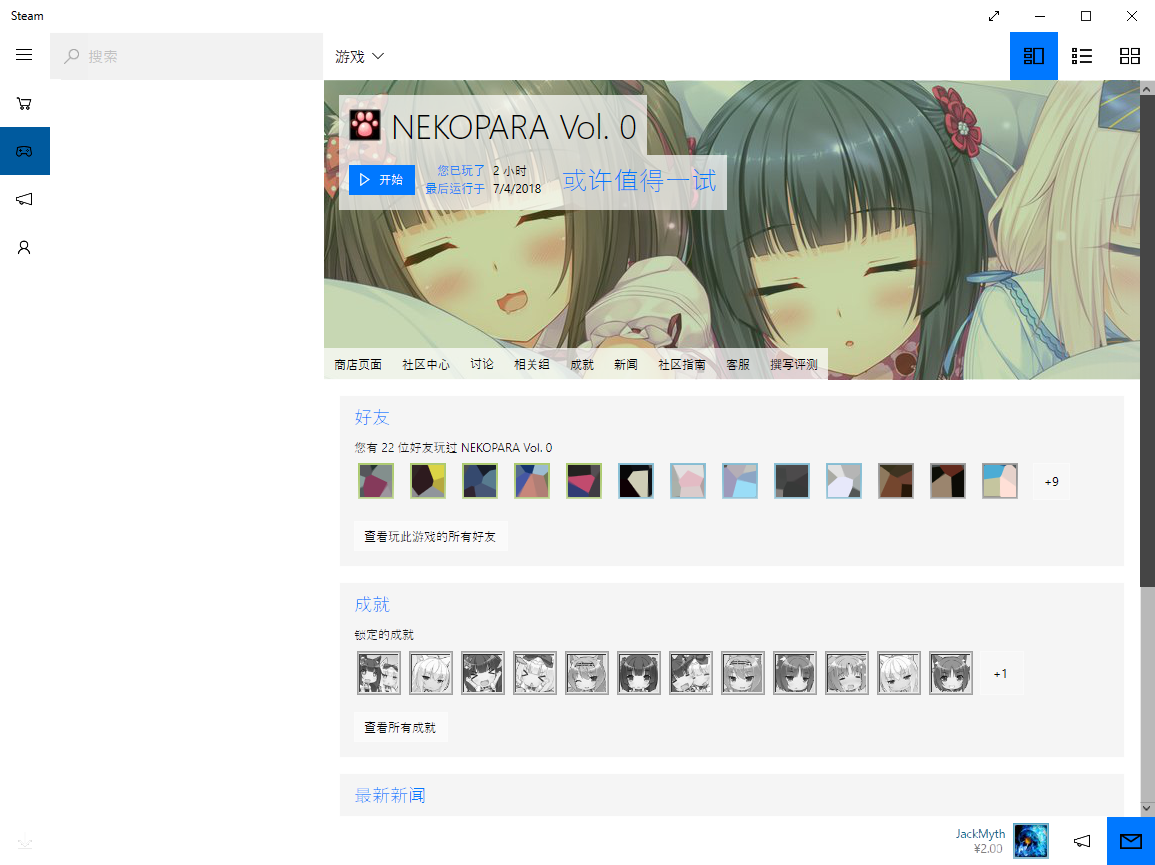 Steam
搜索
游戏
NEKOPARA Vol. 0
开始
您已玩了 2 小时
最后运行于 7/4/2018
或许值得一试
商店页面 社区中心 讨论 相关组 成就 新闻 社区指南 客服 撰写评测
好友
您有 22 位好友玩过 NEKOPARA Vol. 0
+9
查看玩此游戏的所有好友
成就
锁定的成就
+1
查看所有成就
最新新闻
JackMyth
¥2.00